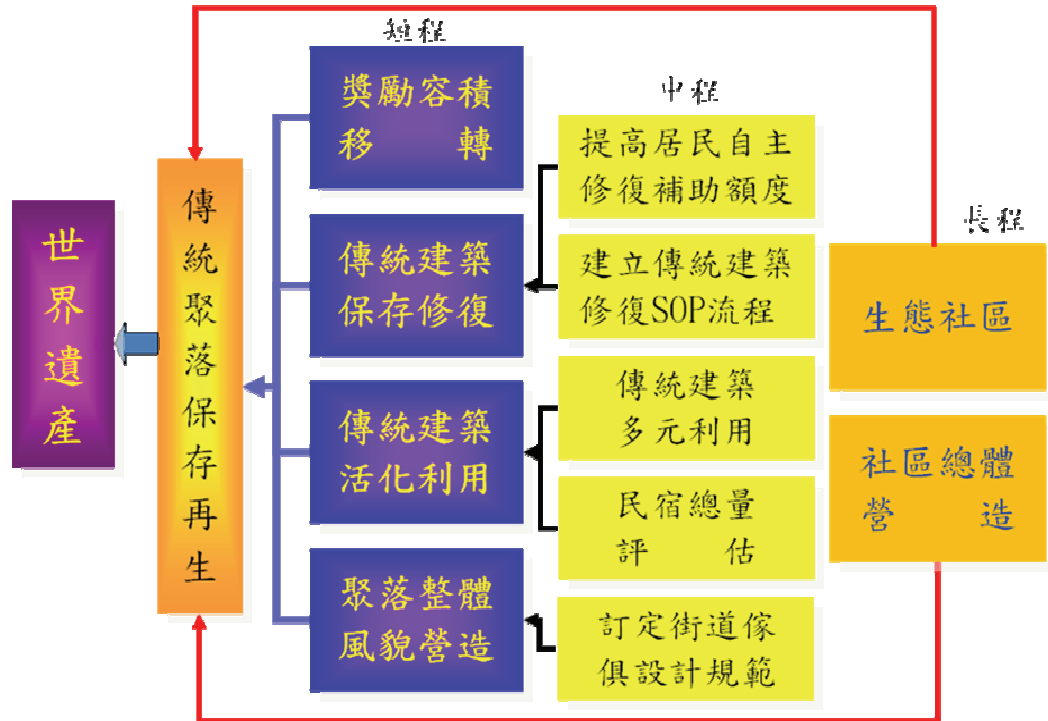 世界遺產
傳統聚落保存再生
短程
獎勵容積
移轉
傳統建築
保存修復
傳統建築
活化利用
聚落整體
風貌營造
中程
提高居民自主
修復補助額度
建立傳統建築
修復SOP流程
傳統建築
多元利用
民宿總量
評估
訂定街道傢
俱設計規範
長程
生態社區
社區總體
營造